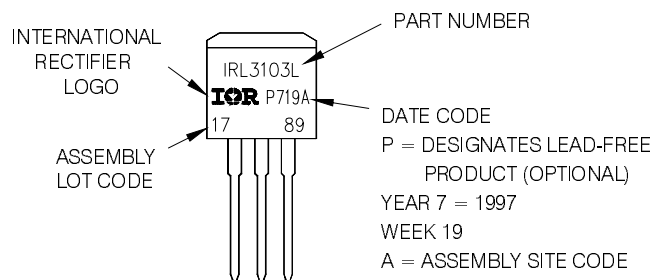 INTERNATIONAL
RECTIFIER
LOGO
ASSEMBLY
LOT CODE
IRL3103L
IOR P719A
17 89
PART NUMBER
DATE CODE
P = DESIGNATES LEAD-FREE
PRODUCT (OPTIONAL)
YEAR 7 = 1997
WEEK 19
A = ASSEMBLY SITE CODE